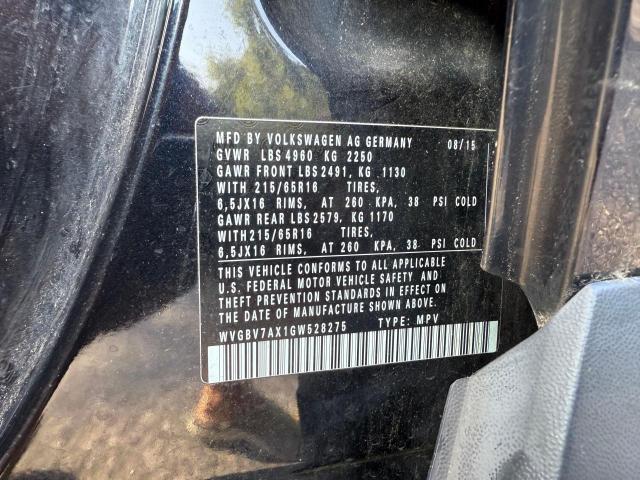 MFD BY VOLKSWAGEN AG GERMANY 08/15
GVWR LBS 4960 KG 2250
GAWR FRONT LBS 2491, KG 1130
WITH 215/65R16 TIRES,
6,5JX16 RIMS, AT 260 KPA, 38 PSI COLD
GAWR REAR LBS 2579, KG 1170
WITH 215/65R16 TIRES,
6,5JX16 RIMS, AT 260 KPA, 38 PSI COLD
THIS VEHICLE CONFORMS TO ALL APPLICABLE
U.S. FEDERAL MOTOR VEHICLE SAFETY AND
THEFT PREVENTION STANDARDS IN EFFECT ON
THE DATE OF MANUFACTURE SHOWN ABOVE.
WVGBV7AX1GW528275 TYPE: MPV